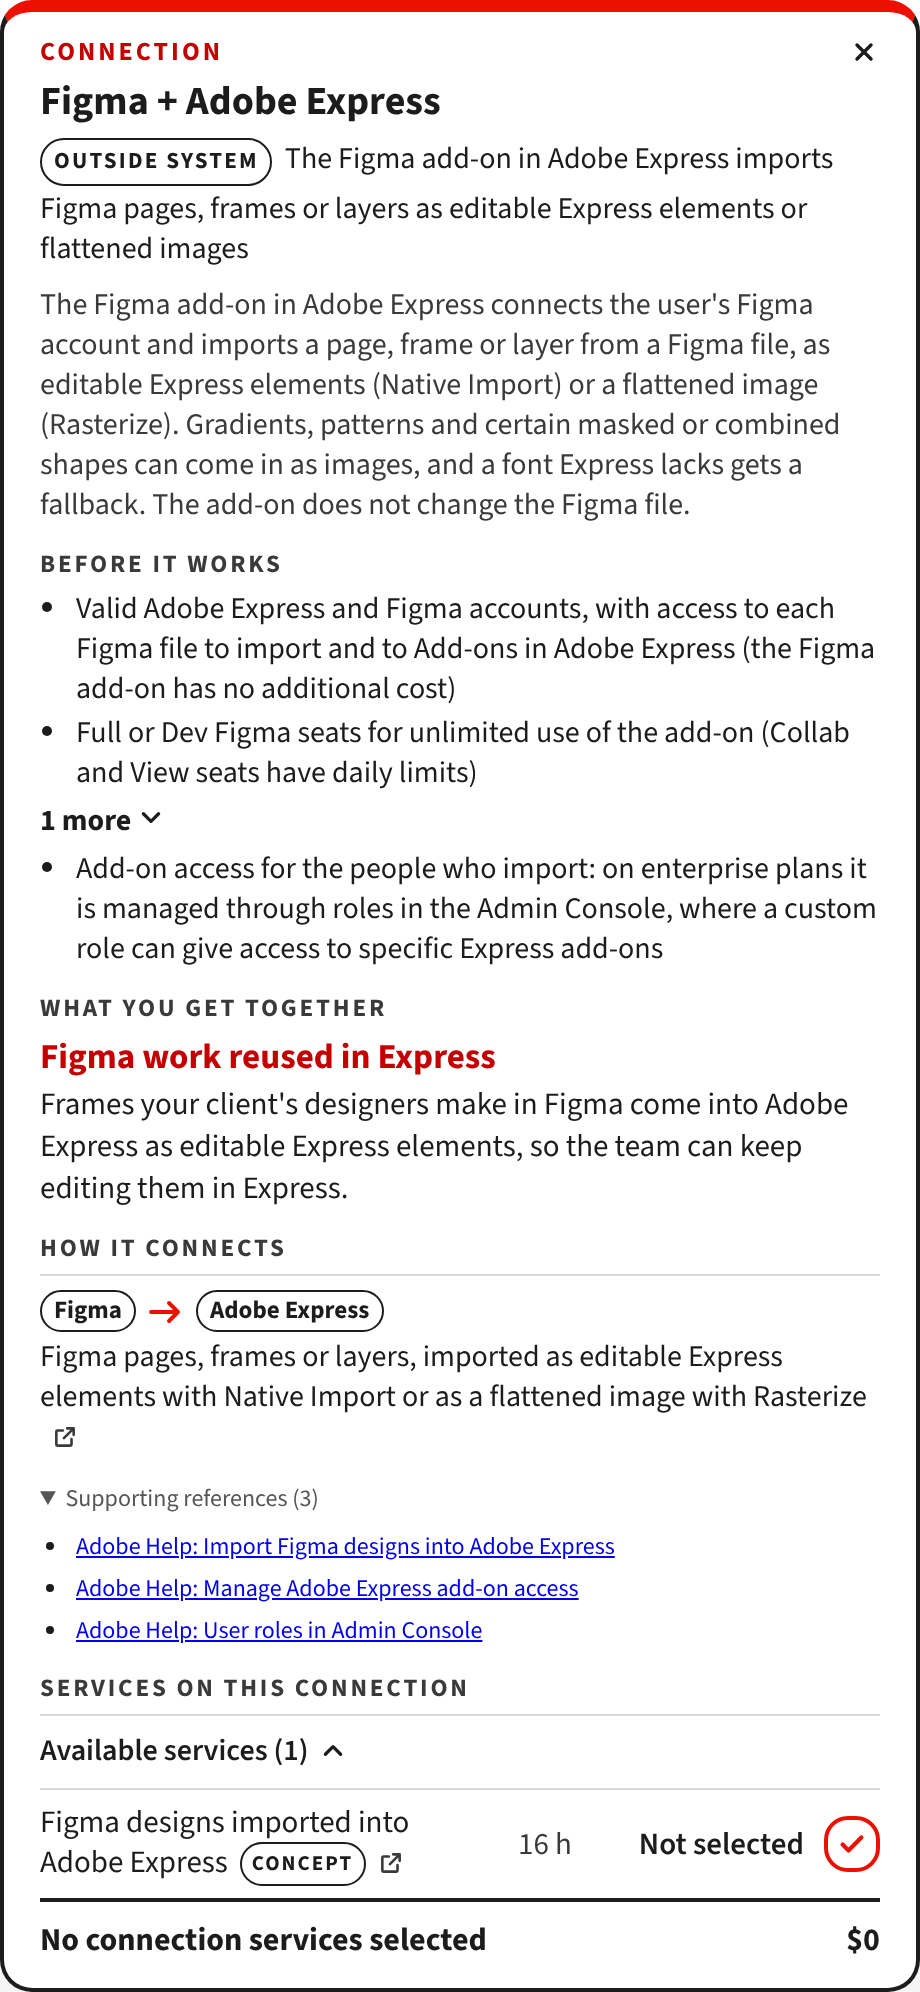 CONNECTION
Figma + Adobe Express
OUTSIDE SYSTEM The Figma add-on in Adobe Express imports
Figma pages, frames or layers as editable Express elements or
flattened images
The Figma add-on in Adobe Express connects the user's Figma
account and imports a page, frame or layer from a Figma file, as
editable Express elements (Native Import) or a flattened image
(Rasterize). Gradients, patterns and certain masked or combined
shapes can come in as images, and a font Express lacks gets a
fallback. The add-on does not change the Figma file.
BEFORE IT WORKS
• Valid Adobe Express and Figma accounts, with access to each
Figma file to import and to Add-ons in Adobe Express (the Figma
add-on has no additional cost)
• Full or Dev Figma seats for unlimited use of the add-on (Collab
and View seats have daily limits)
1 more
• Add-on access for the people who import: on enterprise plans it
is managed through roles in the Admin Console, where a custom
role can give access to specific Express add-ons
WHAT YOU GET TOGETHER
Figma work reused in Express
Frames your client's designers make in Figma come into Adobe
Express as editable Express elements, so the team can keep
editing them in Express.
HOW IT CONNECTS
Figma → Adobe Express
Figma pages, frames or layers, imported as editable Express
elements with Native Import or as a flattened image with Rasterize
▼ Supporting references (3)
• Adobe Help: Import Figma designs into Adobe Express
• Adobe Help: Manage Adobe Express add-on access
• Adobe Help: User roles in Admin Console
SERVICES ON THIS CONNECTION
Available services (1)
Figma designs imported into
Adobe Express CONCEPT 16 h Not selected
No connection services selected $0